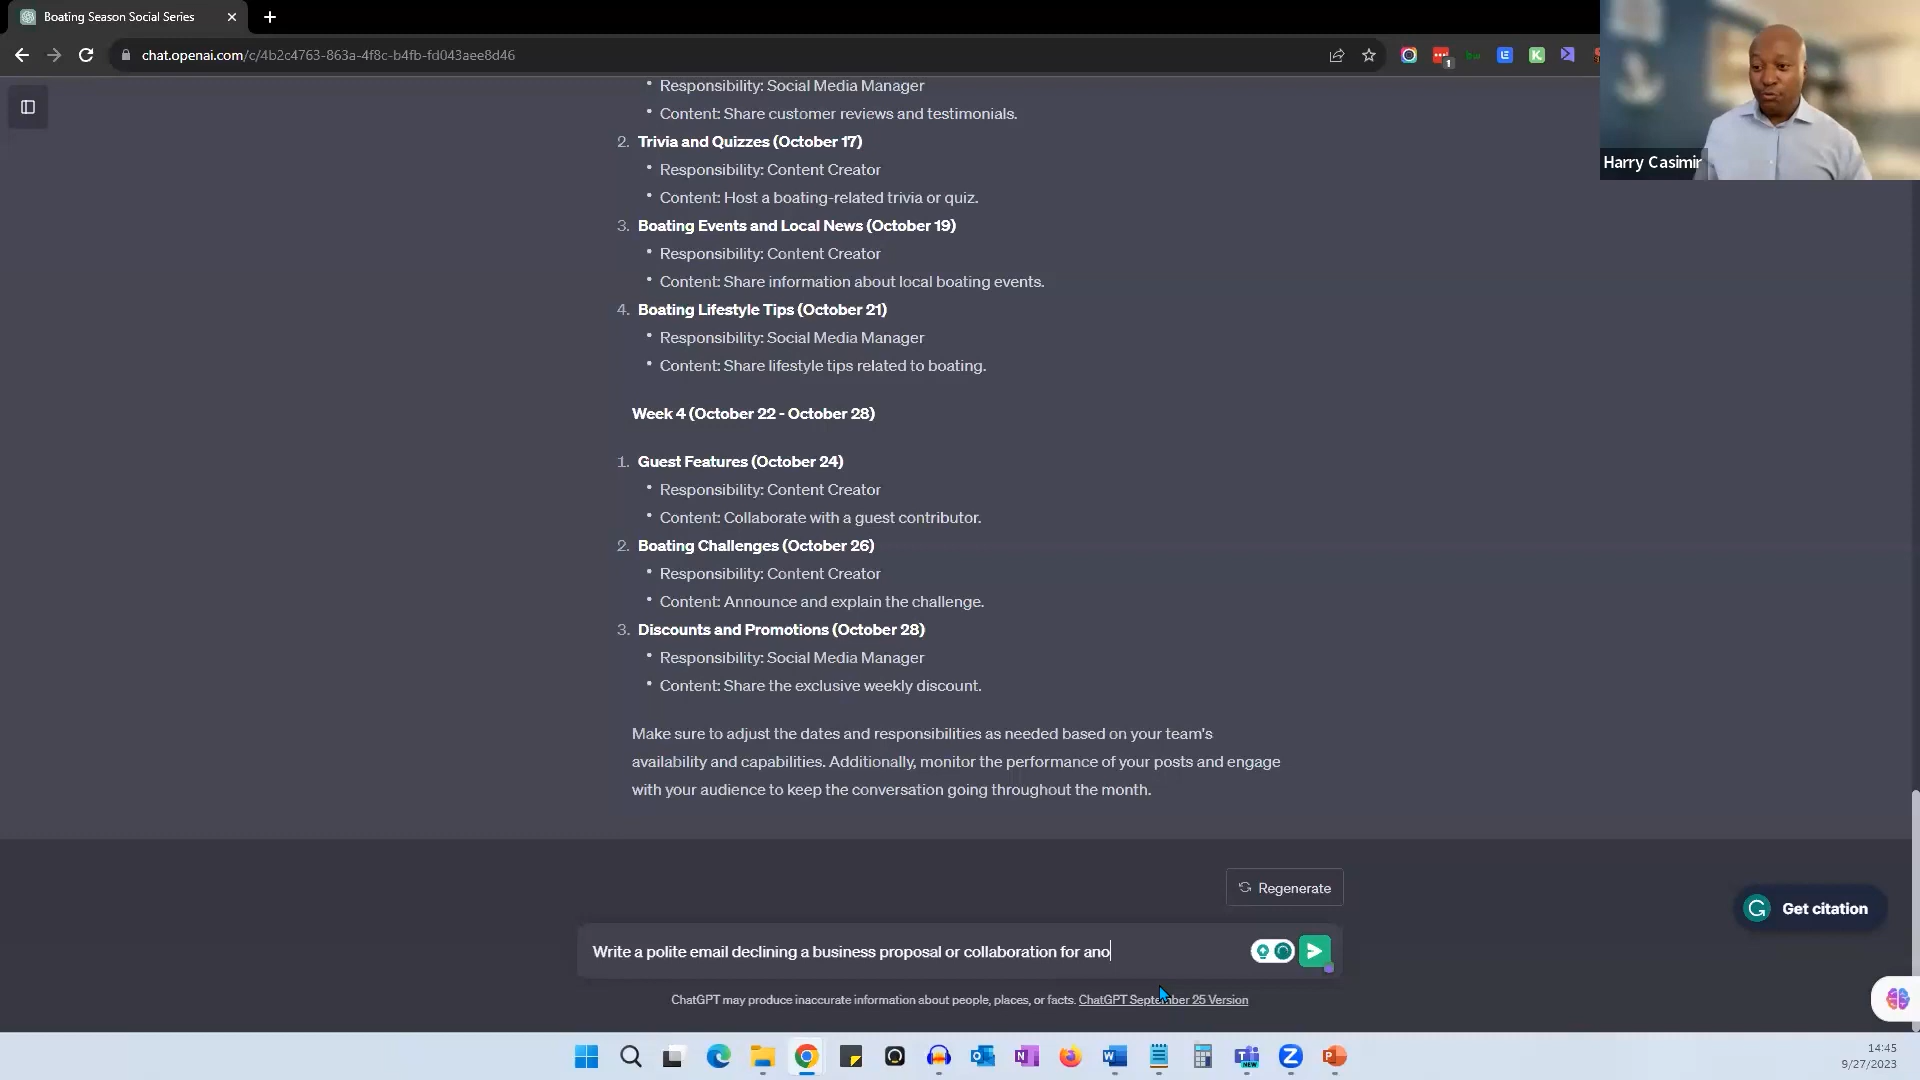 Boating Season Social Series
chat.openai.com/c/4b2c4763-863a-4f8c-b4fb-fd043aee8d46
Harry Casimir
• Responsibility: Social Media Manager
• Content: Share customer reviews and testimonials.
2. Trivia and Quizzes (October 17)
• Responsibility: Content Creator
• Content: Host a boating-related trivia or quiz.
3. Boating Events and Local News (October 19)
• Responsibility: Content Creator
• Content: Share information about local boating events.
4. Boating Lifestyle Tips (October 21)
• Responsibility: Social Media Manager
• Content: Share lifestyle tips related to boating.
Week 4 (October 22 - October 28)
1. Guest Features (October 24)
• Responsibility: Content Creator
• Content: Collaborate with a guest contributor.
2. Boating Challenges (October 26)
• Responsibility: Content Creator
• Content: Announce and explain the challenge.
3. Discounts and Promotions (October 28)
• Responsibility: Social Media Manager
• Content: Share the exclusive weekly discount.
Make sure to adjust the dates and responsibilities as needed based on your team's
availability and capabilities. Additionally, monitor the performance of your posts and engage
with your audience to keep the conversation going throughout the month.
Regenerate
Get citation
Write a polite email declining a business proposal or collaboration for ano
ChatGPT may produce inaccurate information about people, places, or facts. ChatGPT September 25 Version
14:45
9/27/2023